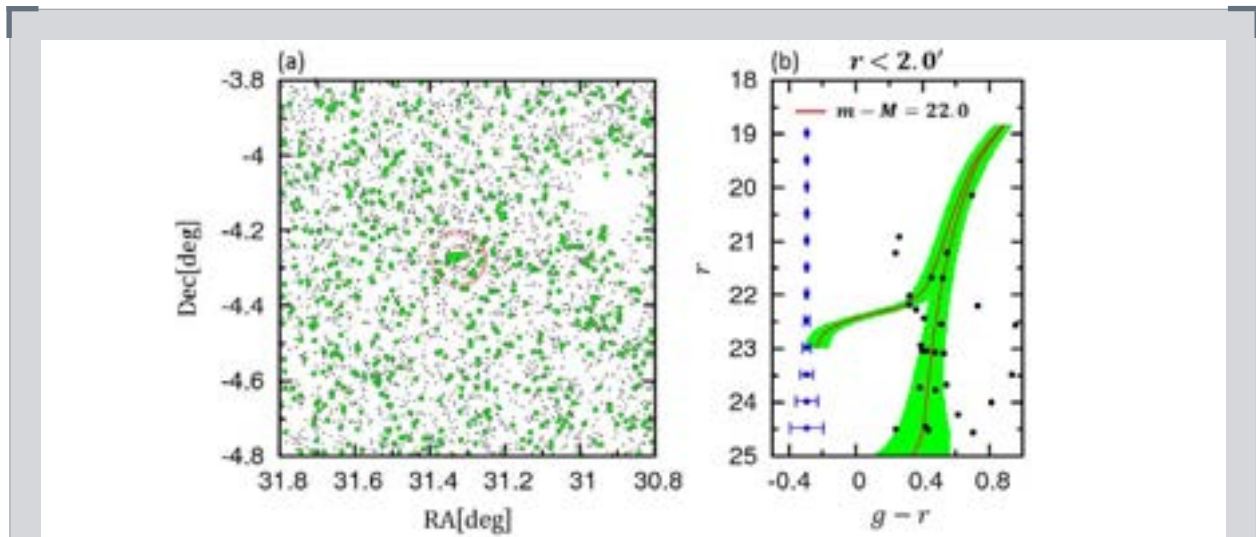 (a)
-3.8
-4
-4.2
-4.4
-4.6
-4.8
31.8 31.6 31.4 31.2 31 30.8
Dec[deg]
RA[deg]
(b) r < 2.0′
m − M = 22.0
18
19
20
21
22
23
24
25
-0.4 0 0.4 0.8
r
g − r